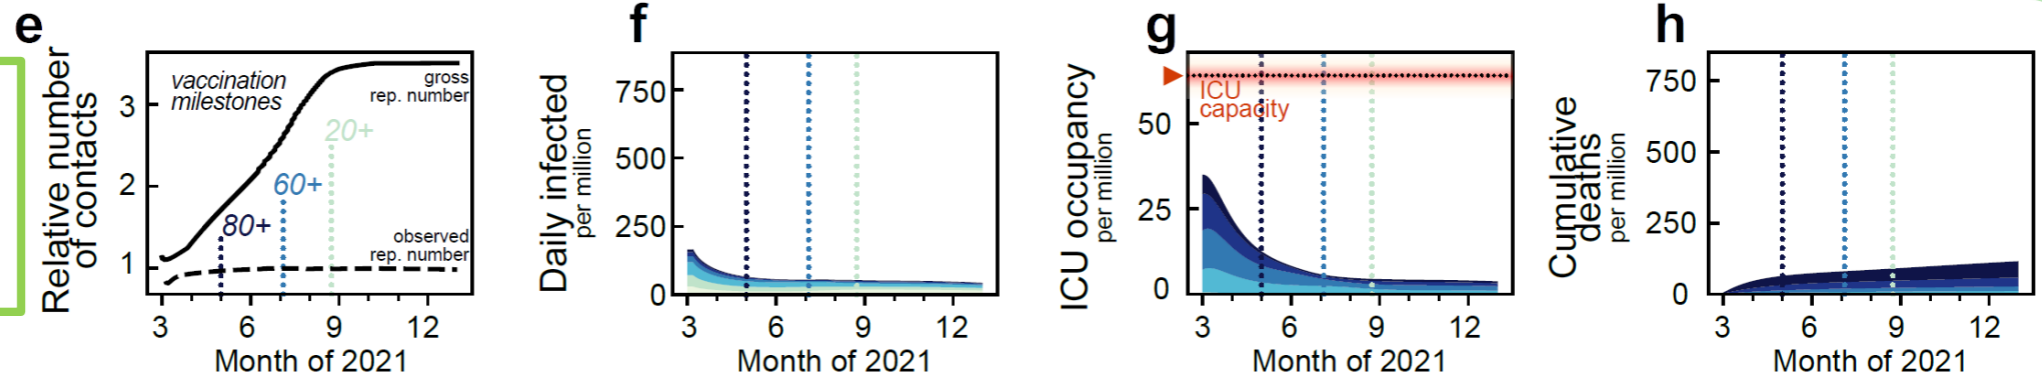 e
Relative number
of contacts
3
2
1
vaccination
milestones
gross
rep. number
20+
60+
80+
observed
rep. number
3
6
9
12
Month of 2021
f
Daily infected
per million
750
500
250
0
3
6
9
12
Month of 2021
g
ICU occupancy
per million
50
25
0
ICU
capacity
3
6
9
12
Month of 2021
h
Cumulative
deaths
per million
750
500
250
0
3
6
9
12
Month of 2021